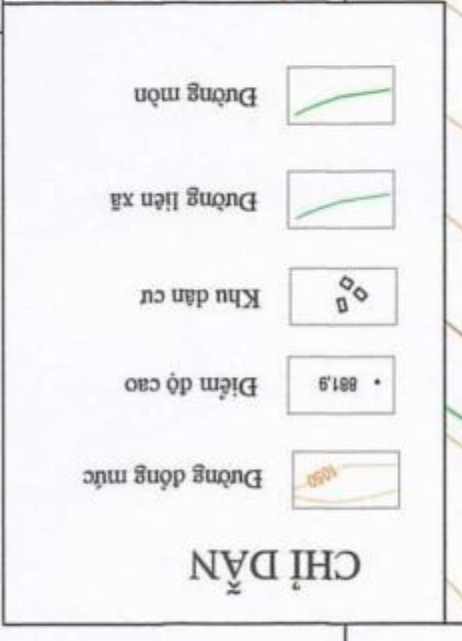 CHỈ DẪN
1050 Đường đồng mức
881,9 Điểm độ cao
Khu dân cư
Đường liên xã
Đường mòn